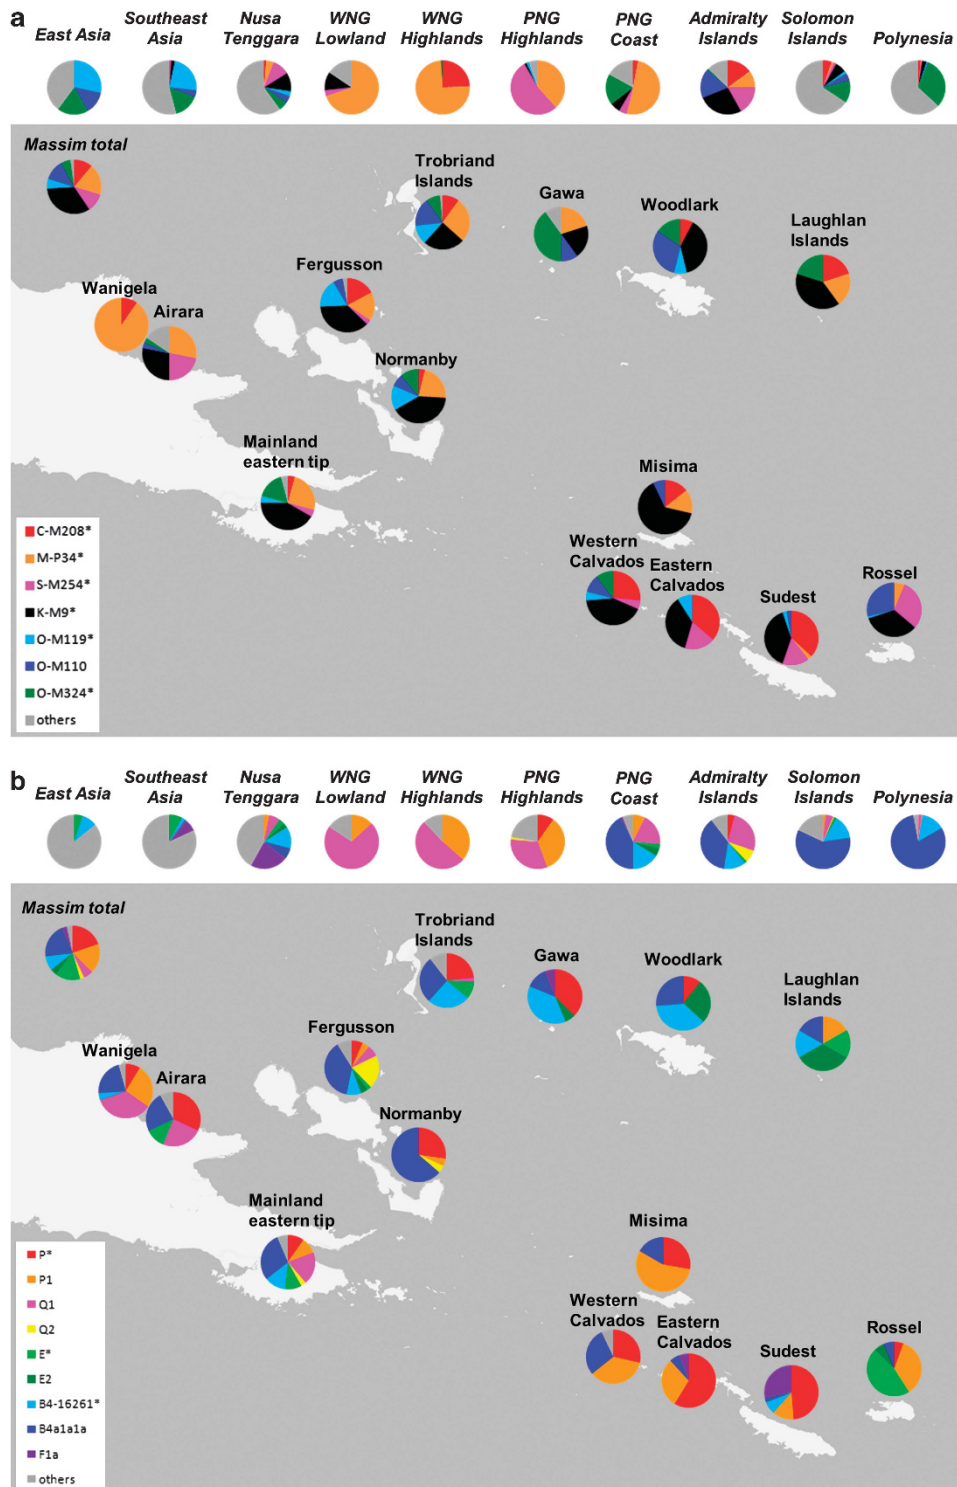 a
East Asia
Southeast
Asia
Nusa
Tenggara
WNG
Lowland
WNG
Highlands
PNG
Highlands
PNG
Coast
Admiralty
Islands
Solomon
Islands
Polynesia
Massim total
Trobriand
Islands
Gawa
Woodlark
Laughlan
Islands
Fergusson
Wanigela
Airara
Normanby
Mainland
eastern tip
Misima
Western
Calvados
Eastern
Calvados
Sudest
Rossel
C-M208*
M-P34*
S-M254*
K-M9*
O-M119*
O-M110
O-M324*
others
b
East Asia
Southeast
Asia
Nusa
Tenggara
WNG
Lowland
WNG
Highlands
PNG
Highlands
PNG
Coast
Admiralty
Islands
Solomon
Islands
Polynesia
Massim total
Trobriand
Islands
Gawa
Woodlark
Laughlan
Islands
Fergusson
Wanigela
Airara
Normanby
Mainland
eastern tip
Misima
Western
Calvados
Eastern
Calvados
Sudest
Rossel
P*
P1
Q1
Q2
E*
E2
B4-16261*
B4a1a1a
F1a
others